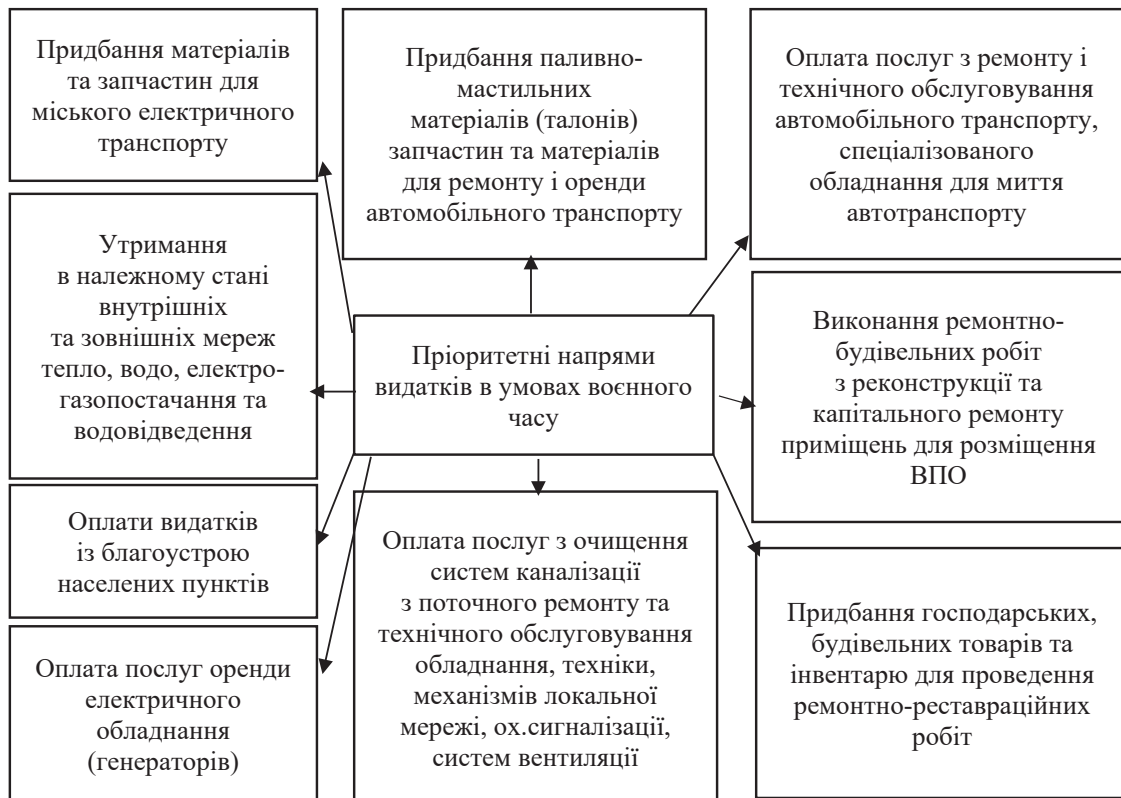 Придбання матеріалів
та запчастин для
міського електричного
транспорту
Придбання паливно-
мастильних
матеріалів (талонів)
запчастин та матеріалів
для ремонту і оренди
автомобільного транспорту
Оплата послуг з ремонту і
технічного обслуговування
автомобільного транспорту,
спеціалізованого
обладнання для миття
автотранспорту
Утримання
в належному стані
внутрішніх
та зовнішніх мереж
тепло, водо, електро-
газопостачання та
водовідведення
Пріоритетні напрями
видатків в умовах воєнного
часу
Виконання ремонтно-
будівельних робіт
з реконструкції та
капітального ремонту
приміщень для розміщення
ВПО
Оплати видатків
із благоустрою
населених пунктів
Оплата послуг оренди
електричного
обладнання
(генераторів)
Оплата послуг з очищення
систем каналізації
з поточного ремонту та
технічного обслуговування
обладнання, техніки,
механізмів локальної
мережі, ох.сигналізації,
систем вентиляції
Придбання господарських,
будівельних товарів та
інвентарю для проведення
ремонтно-реставраційних
робіт